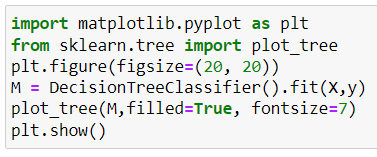 import matplotlib.pyplot as plt
from sklearn.tree import plot_tree
plt.figure(figsize=(20, 20))
M = DecisionTreeClassifier().fit(X,y)
plot_tree(M,filled=True, fontsize=7)
plt.show()